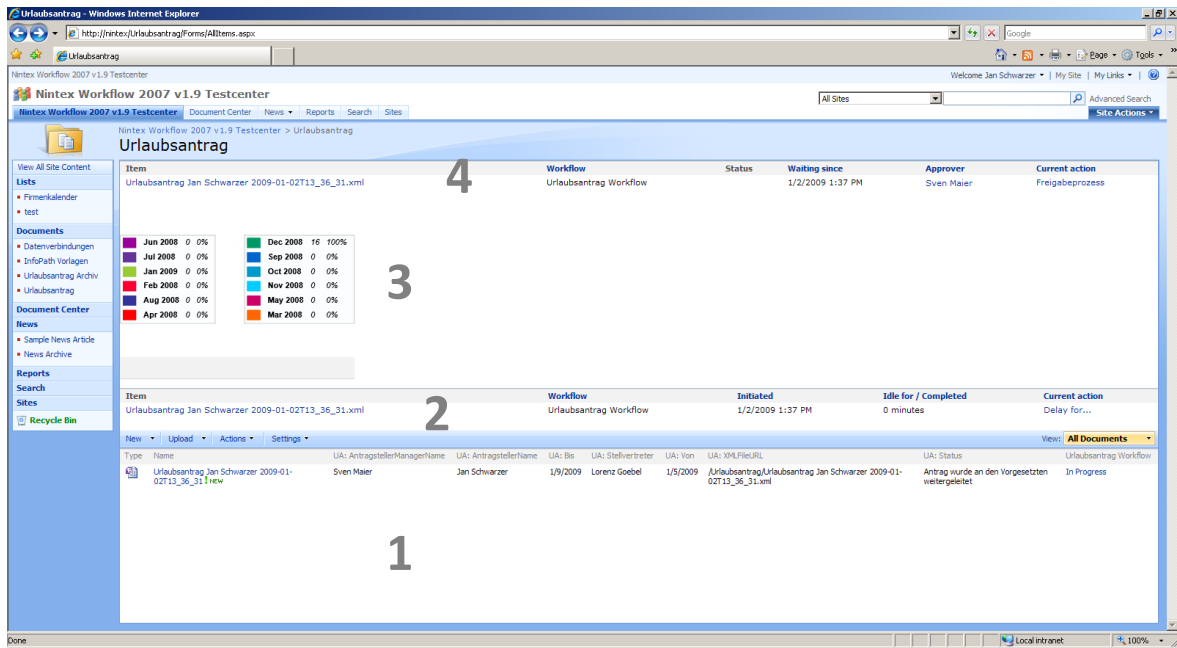 Urlaubsantrag - Windows Internet Explorer
http://nintex/Urlaubsantrag/Forms/AllItems.aspx
Google
Urlaubsantrag
Page Tools
Nintex Workflow 2007 v1.9 Testcenter
Welcome Jan Schwarzer | My Site | My Links |
Nintex Workflow 2007 v1.9 Testcenter
All Sites
Advanced Search
Nintex Workflow 2007 v1.9 Testcenter Document Center News Reports Search Sites
Site Actions
Nintex Workflow 2007 v1.9 Testcenter > Urlaubsantrag
Urlaubsantrag
View All Site Content
Lists
Firmenkalender
test
Documents
Datenverbindungen
InfoPath Vorlagen
Urlaubsantrag Archiv
Urlaubsantrag
Document Center
News
Sample News Article
News Archive
Reports
Search
Sites
Recycle Bin
Item Workflow Status Waiting since Approver Current action
Urlaubsantrag Jan Schwarzer 2009-01-02T13_36_31.xml Urlaubsantrag Workflow 1/2/2009 1:37 PM Sven Maier Freigabeprozess
4
Jun 2008 0 0% Dec 2008 16 100%
Jul 2008 0 0% Sep 2008 0 0%
Jan 2009 0 0% Oct 2008 0 0%
Feb 2008 0 0% Nov 2008 0 0%
Aug 2008 0 0% May 2008 0 0%
Apr 2008 0 0% Mar 2008 0 0%
3
Item Workflow Initiated Idle for / Completed Current action
Urlaubsantrag Jan Schwarzer 2009-01-02T13_36_31.xml Urlaubsantrag Workflow 1/2/2009 1:37 PM 0 minutes Delay for...
2
New Upload Actions Settings View: All Documents
Type Name UA: AntragstellerManagerName UA: AntragstellerName UA: Bis UA: Stellvertreter UA: Von UA: XMLFileURL UA: Status Urlaubsantrag Workflow
Urlaubsantrag Jan Schwarzer 2009-01- Sven Maier Jan Schwarzer 1/9/2009 Lorenz Goebel 1/5/2009 /Urlaubsantrag/Urlaubsantrag Jan Schwarzer 2009-01- Antrag wurde an den Vorgesetzten In Progress
02T13_36_31 ! NEW 02T13_36_31.xml weitergeleitet
1
Done
Local intranet
100%